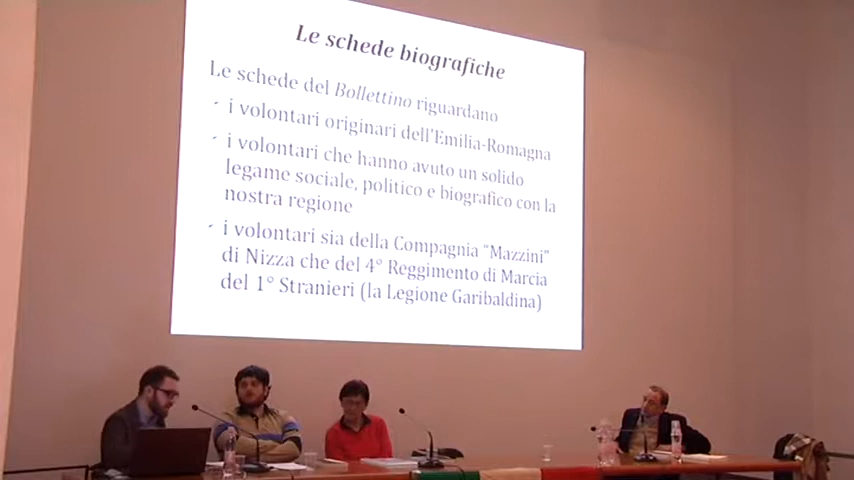 Le schede biografiche
Le schede del Bollettino riguardano
- i volontari originari dell'Emilia-Romagna
- i volontari che hanno avuto un solido
legame sociale, politico e biografico con la
nostra regione
- i volontari sia della Compagnia "Mazzini"
di Nizza che del 4° Reggimento di Marcia
del 1° Stranieri (la Legione Garibaldina)